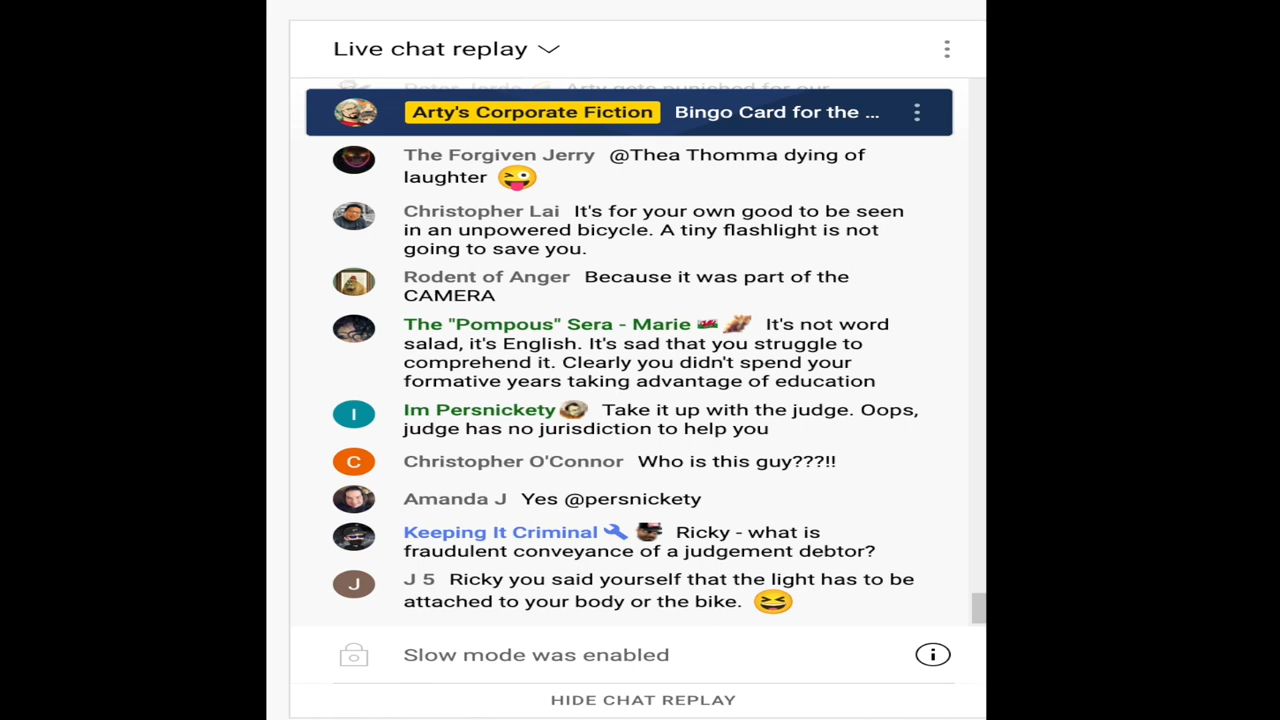 Live chat replay
Arty gets punished for our
Arty's Corporate Fiction Bingo Card for the ...
The Forgiven Jerry @Thea Thomma dying of
laughter
Christopher Lai It's for your own good to be seen
in an unpowered bicycle. A tiny flashlight is not
going to save you.
Rodent of Anger Because it was part of the
CAMERA
The "Pompous" Sera - Marie It's not word
salad, it's English. It's sad that you struggle to
comprehend it. Clearly you didn't spend your
formative years taking advantage of education
I
Im Persnickety Take it up with the judge. Oops,
judge has no jurisdiction to help you
C
Christopher O'Connor Who is this guy???!!
Amanda J Yes @persnickety
Keeping It Criminal Ricky - what is
fraudulent conveyance of a judgement debtor?
J
J 5 Ricky you said yourself that the light has to be
attached to your body or the bike.
Slow mode was enabled
HIDE CHAT REPLAY